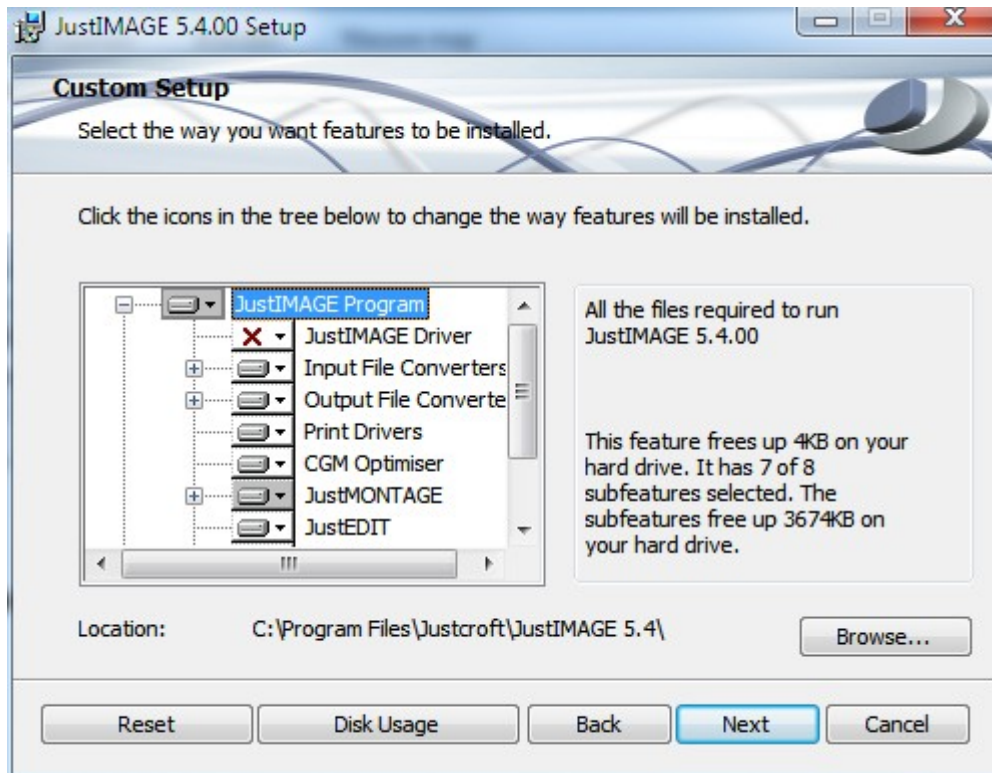 JustIMAGE 5.4.00 Setup
Custom Setup
Select the way you want features to be installed.
Click the icons in the tree below to change the way features will be installed.
JustIMAGE Program
JustIMAGE Driver
Input File Converters
Output File Converte
Print Drivers
CGM Optimiser
JustMONTAGE
JustEDIT
All the files required to run
JustIMAGE 5.4.00
This feature frees up 4KB on your
hard drive. It has 7 of 8
subfeatures selected. The
subfeatures free up 3674KB on
your hard drive.
Location: C:\Program Files\Justcroft\JustIMAGE 5.4\
Browse...
Reset Disk Usage Back Next Cancel